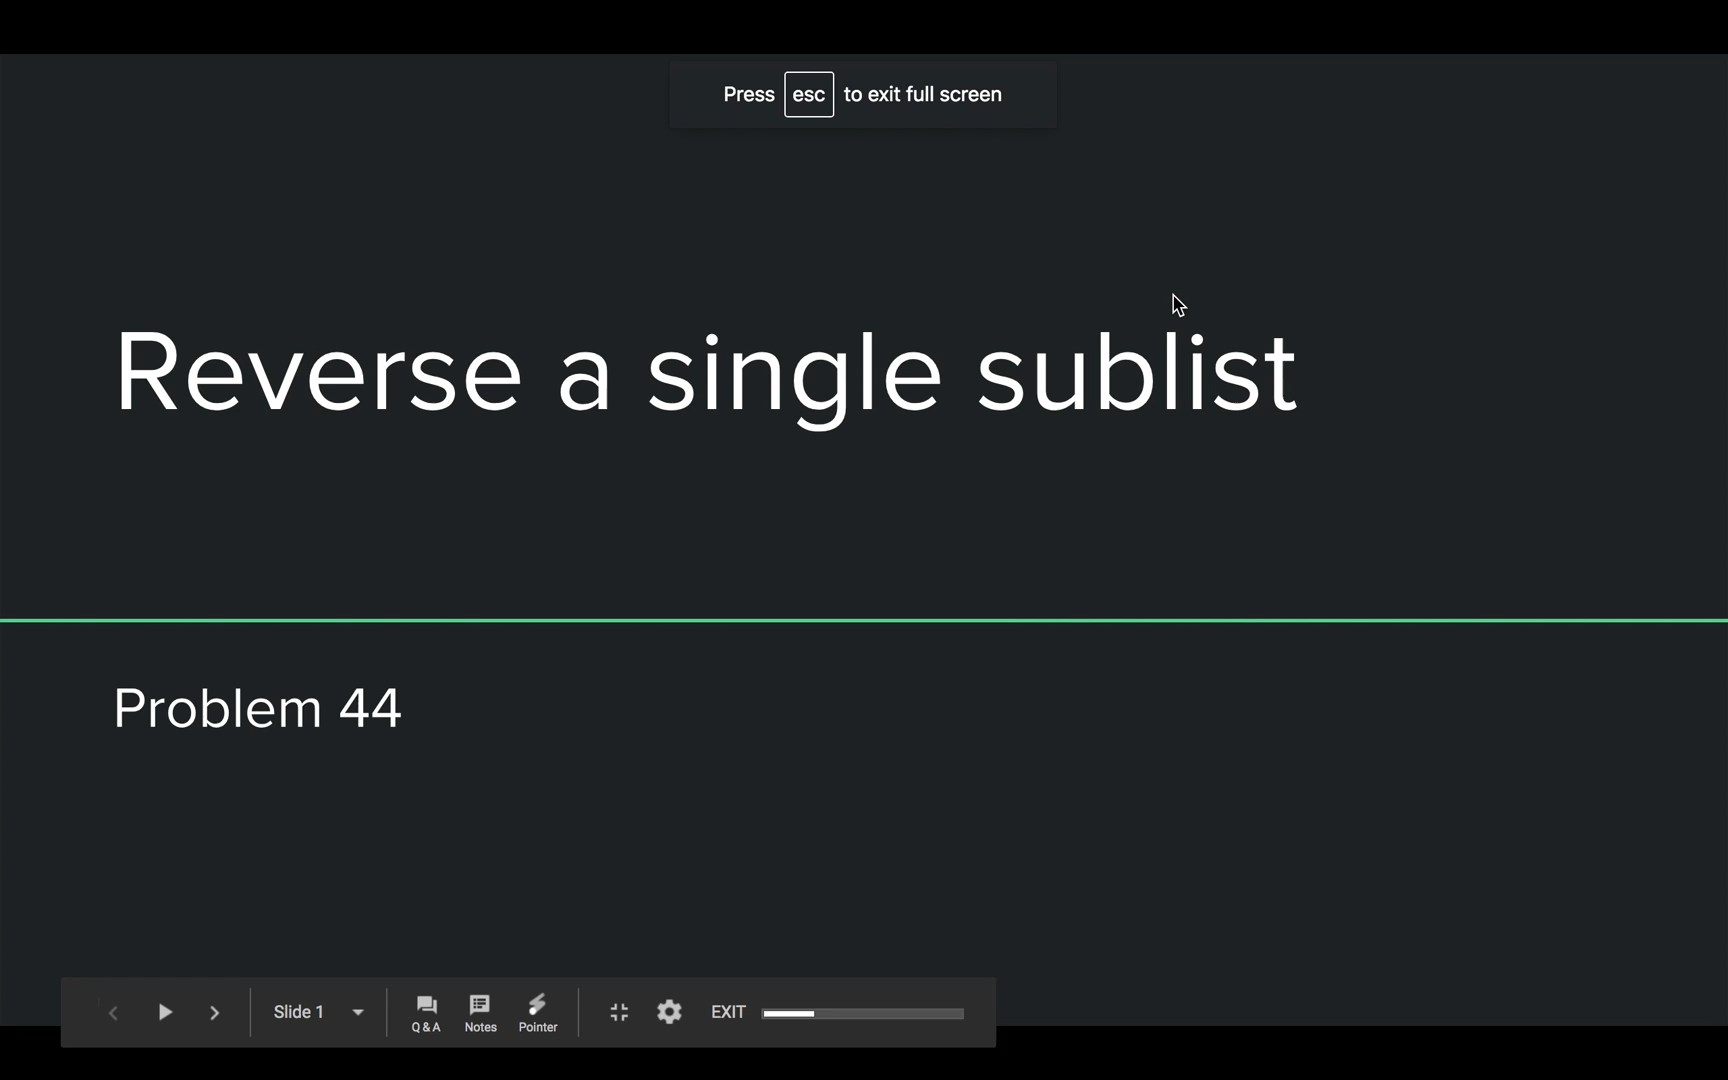 Press esc to exit full screen
Reverse a single sublist
Problem 44
Slide 1
Q & A
Notes
Pointer
EXIT